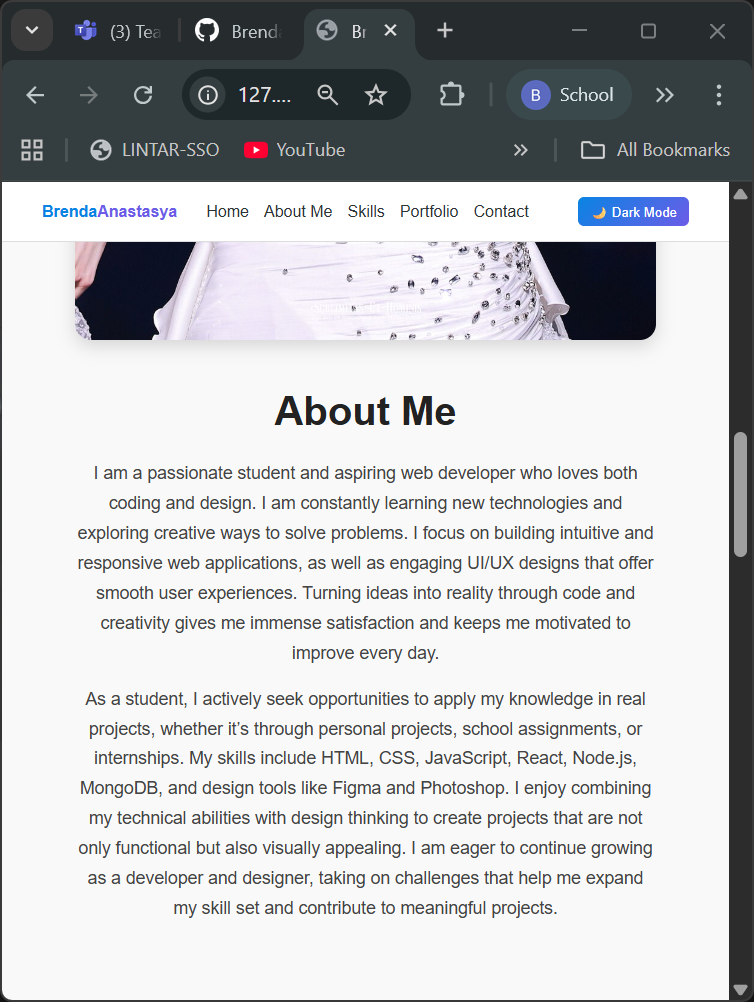 (3) Tea
Brenda
Br
127....
B
School
LINTAR-SSO
YouTube
All Bookmarks
BrendaAnastasya
Home
About Me
Skills
Portfolio
Contact
🌙 Dark Mode
About Me
I am a passionate student and aspiring web developer who loves both
coding and design. I am constantly learning new technologies and
exploring creative ways to solve problems. I focus on building intuitive and
responsive web applications, as well as engaging UI/UX designs that offer
smooth user experiences. Turning ideas into reality through code and
creativity gives me immense satisfaction and keeps me motivated to
improve every day.
As a student, I actively seek opportunities to apply my knowledge in real
projects, whether it’s through personal projects, school assignments, or
internships. My skills include HTML, CSS, JavaScript, React, Node.js,
MongoDB, and design tools like Figma and Photoshop. I enjoy combining
my technical abilities with design thinking to create projects that are not
only functional but also visually appealing. I am eager to continue growing
as a developer and designer, taking on challenges that help me expand
my skill set and contribute to meaningful projects.